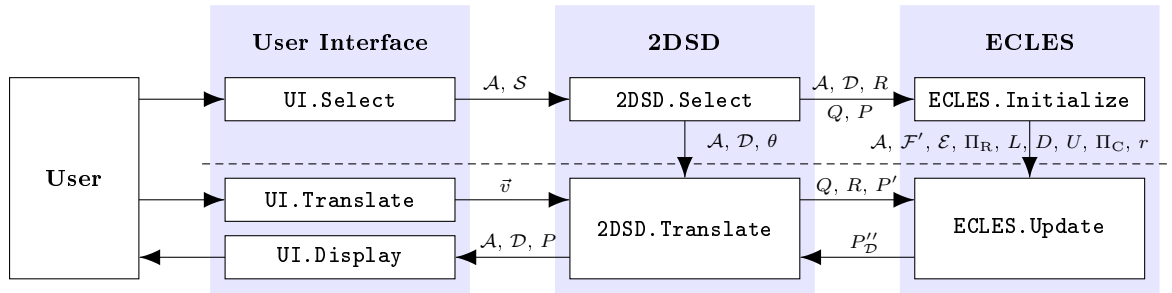 User Interface 2DSD ECLES
UI.Select 𝒜, 𝒮 2DSD.Select 𝒜, 𝒟, R ECLES.Initialize
Q, P
𝒜, 𝒟, θ 𝒜, ℱ′, ℰ, Π_R, L, D, U, Π_C, r
User
UI.Translate v⃗ 2DSD.Translate Q, R, P′ ECLES.Update
UI.Display 𝒜, 𝒟, P P″_𝒟